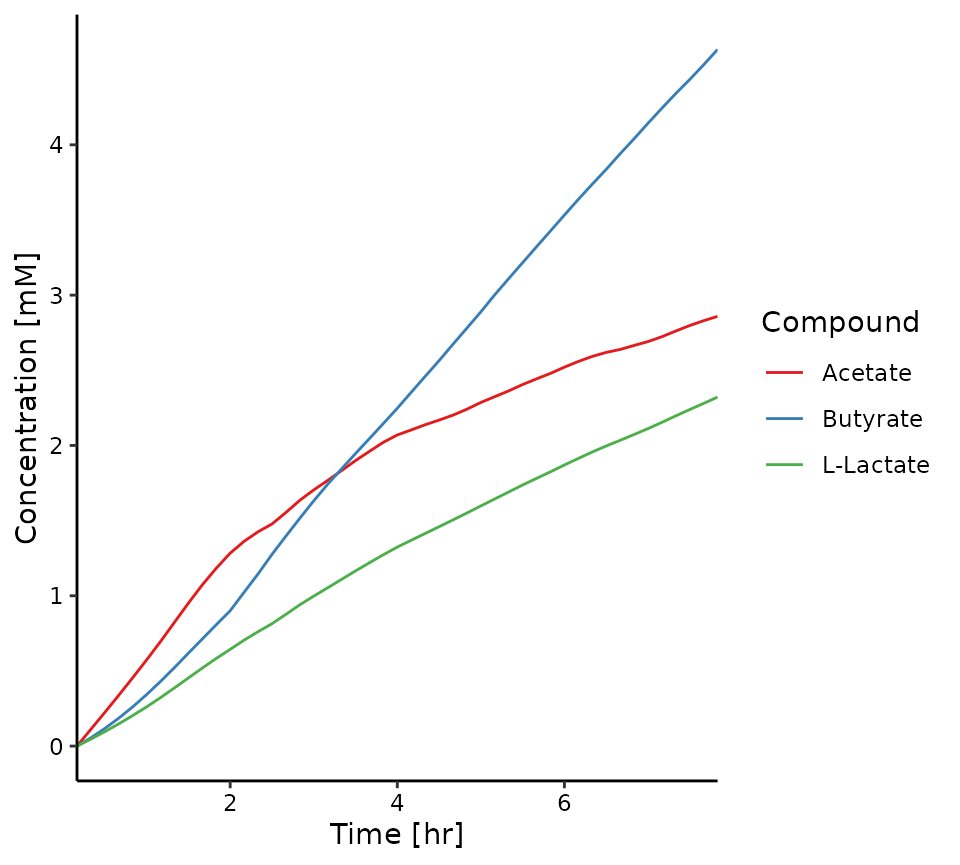 Concentration [mM]
4
3
2
1
0
2 4 6
Time [hr]
Compound
Acetate
Butyrate
L-Lactate